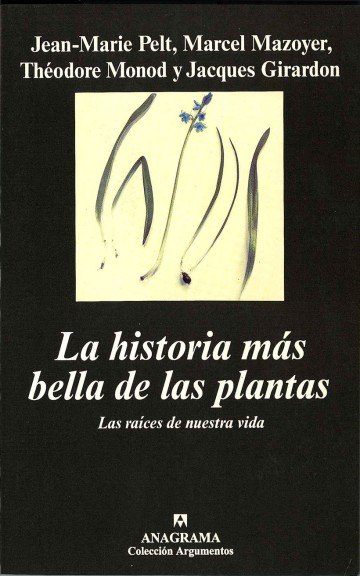 Jean-Marie Pelt, Marcel Mazoyer,
Théodore Monod y Jacques Girardon
La historia más
bella de las plantas
Las raíces de nuestra vida
ANAGRAMA
Colección Argumentos